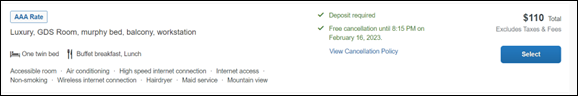 AAA Rate
Luxury, GDS Room, murphy bed, balcony, workstation
One twin bed
Buffet breakfast, Lunch
Accessible room · Air conditioning · High speed internet connection · Internet access ·
Non-smoking · Wireless internet connection · Hairdryer · Maid service · Mountain view
Deposit required
Free cancellation until 8:15 PM on
February 16, 2023.
View Cancellation Policy
$110 Total
Excludes Taxes & Fees
Select